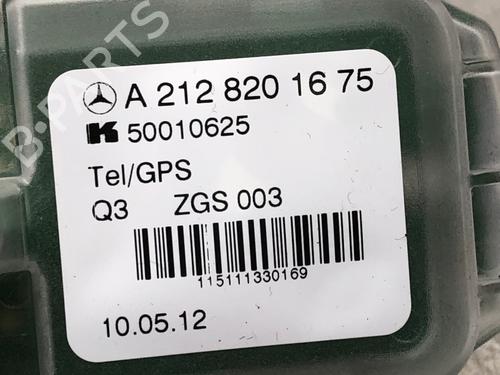 B-PARTS
A 212 820 16 75
K 50010625
Tel/GPS
Q3 ZGS 003
115111330169
10.05.12